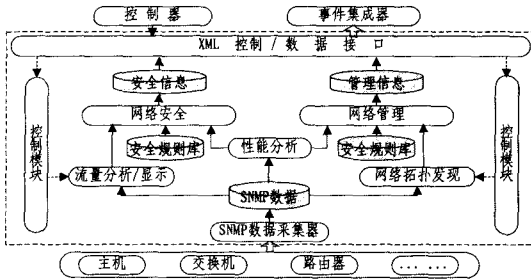 控制器
事件集成器
XML 控制/数据接口
安全信息
管理信息
网络安全
网络管理
控制模块
安全规则库
性能分析
安全规则库
控制模块
流量分析/显示
SNMP数据
网络拓扑发现
SNMP数据采集器
主机
交换机
路由器
......